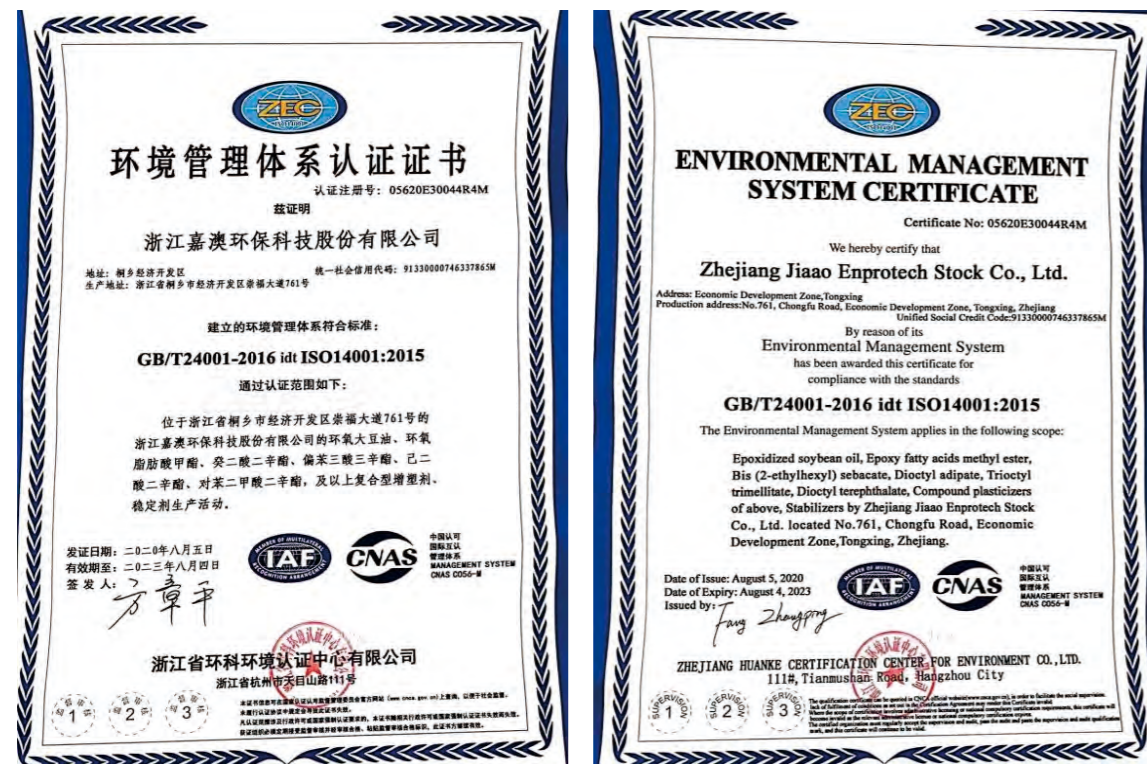 ZEC
ISO 14001
环境管理体系认证证书
认证注册号：05620E30044R4M
兹证明
浙江嘉澳环保科技股份有限公司
地址：桐乡经济开发区
统一社会信用代码：91330000746337865M
生产地址：浙江省桐乡市经济开发区崇福大道761号
建立的环境管理体系符合标准：
GB/T24001-2016 idt ISO14001:2015
通过认证范围如下：
位于浙江省桐乡市经济开发区崇福大道761号的
浙江嘉澳环保科技股份有限公司的环氧大豆油、环氧
脂肪酸甲酯、癸二酸二辛酯、偏苯三酸三辛酯、己二
酸二辛酯、对苯二甲酸二辛酯，及以上复合型增塑剂、
稳定剂生产活动。
发证日期：二〇二〇年八月五日
有效期至：二〇二三年八月四日
签发人：方章平
MEMBER OF MULTILATERAL
IAF
RECOGNITION ARRANGEMENT
CNAS
中国认可
国际互认
管理体系
MANAGEMENT SYSTEM
CNAS C056-M
浙江省环科环境认证中心有限公司
浙江省杭州市天目山路111号
1
2
3
ZEC
ENVIRONMENTAL MANAGEMENT
SYSTEM CERTIFICATE
Certificate No: 05620E30044R4M
We hereby certify that
Zhejiang Jiaao Enprotech Stock Co., Ltd.
Address: Economic Development Zone,Tongxing
Production address:No.761, Chongfu Road, Economic Development Zone, Tongxing, Zhejiang
Unified Social Credit Code:91330000746337865M
By reason of its
Environmental Management System
has been awarded this certificate for
compliance with the standards
GB/T24001-2016 idt ISO14001:2015
The Environmental Management System applies in the following scope:
Epoxidized soybean oil, Epoxy fatty acids methyl ester,
Bis (2-ethylhexyl) sebacate, Dioctyl adipate, Trioctyl
trimellitate, Dioctyl terephthalate, Compound plasticizers
of above, Stabilizers by Zhejiang Jiaao Enprotech Stock
Co., Ltd. located No.761, Chongfu Road, Economic
Development Zone,Tongxing, Zhejiang.
Date of Issue: August 5, 2020
Date of Expiry: August 4, 2023
Issued by: Fang Zhangping
MEMBER OF MULTILATERAL
IAF
RECOGNITION ARRANGEMENT
CNAS
中国认可
国际互认
管理体系
MANAGEMENT SYSTEM
CNAS C056-M
ZHEJIANG HUANKE CERTIFICATION CENTER FOR ENVIRONMENT CO.,LTD.
111#, Tianmushan Road, Hangzhou City
SUPERVISION
1
SUPERVISION
2
SUPERVISION
3